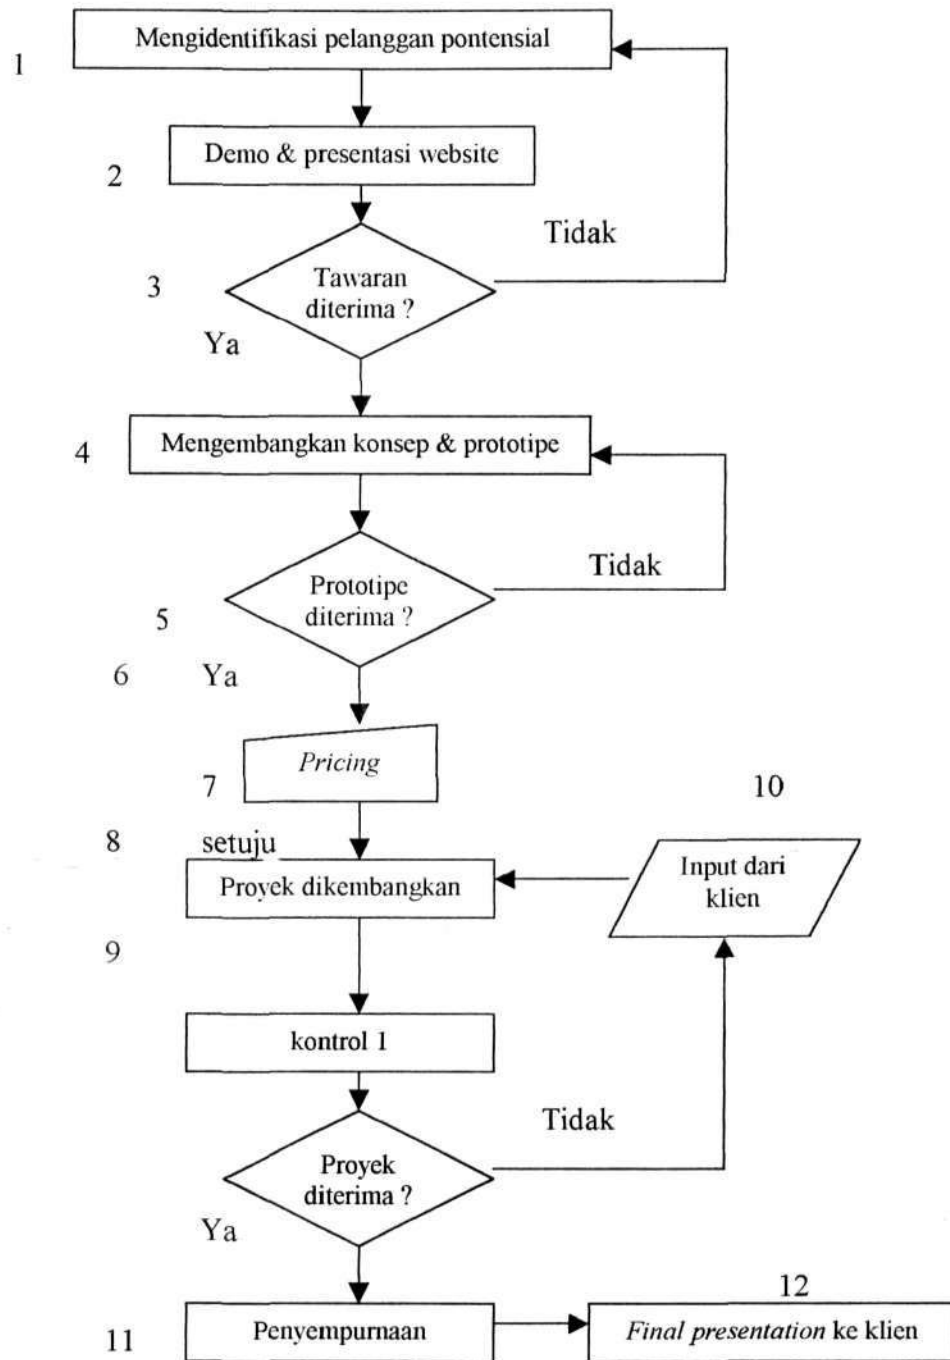 Mengidentifikasi pelanggan pontensial
1
Demo & presentasi website
2
Tidak
3
Tawaran
diterima ?
Ya
4
Mengembangkan konsep & prototipe
Tidak
Prototipe
diterima ?
5
6
Ya
Pricing
7
10
8
setuju
Input dari
klien
Proyek dikembangkan
9
kontrol 1
Tidak
Proyek
diterima ?
Ya
12
11
Penyempurnaan
Final presentation ke klien